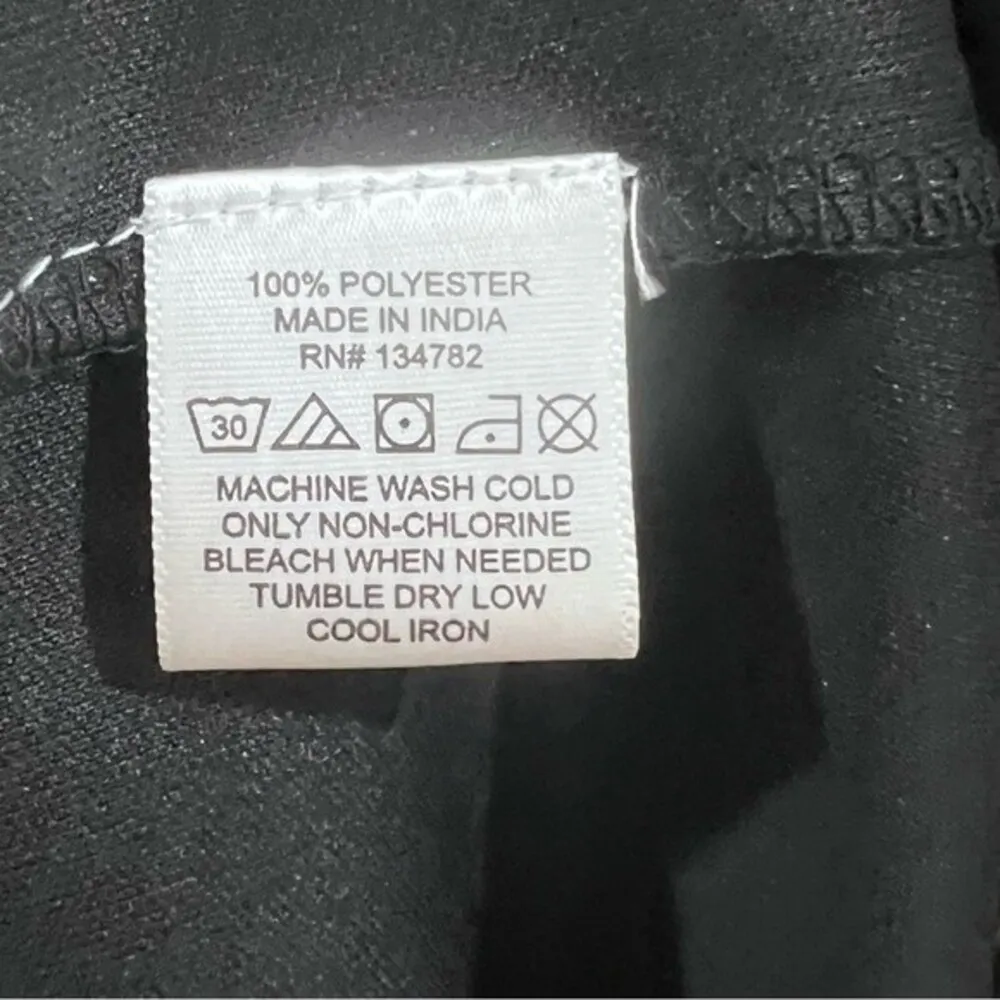 100% POLYESTER
MADE IN INDIA
RN# 134782
30
MACHINE WASH COLD
ONLY NON-CHLORINE
BLEACH WHEN NEEDED
TUMBLE DRY LOW
COOL IRON